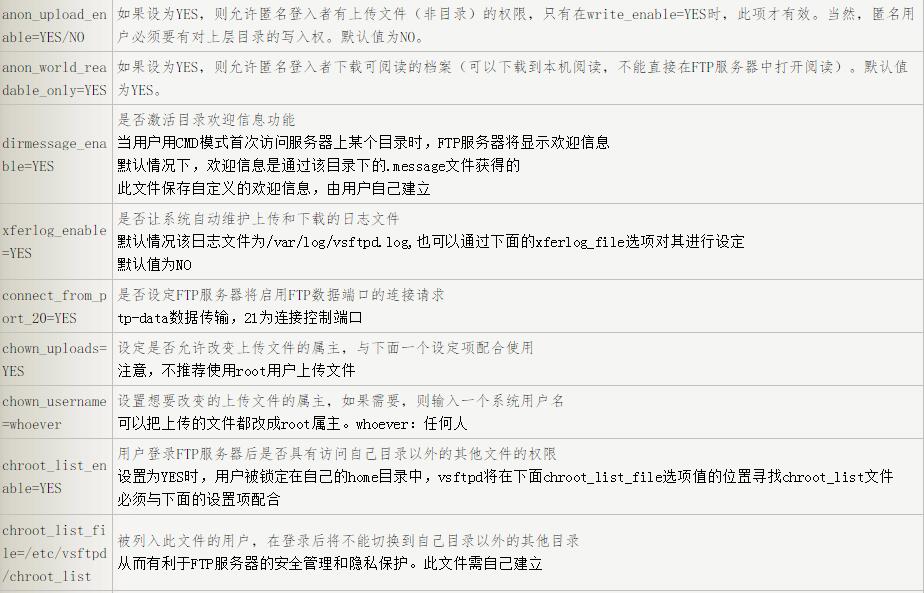 anon_upload_en
able=YES/NO
如果设为YES，则允许匿名登入者有上传文件（非目录）的权限，只有在write_enable=YES时，此项才有效。当然，匿名用
户必须要有对上层目录的写入权。默认值为NO。
anon_world_rea
dable_only=YES
如果设为YES，则允许匿名登入者下载可阅读的档案（可以下载到本机阅读，不能直接在FTP服务器中打开阅读）。默认值
为YES。
dirmessage_ena
ble=YES
是否激活目录欢迎信息功能
当用户用CMD模式首次访问服务器上某个目录时，FTP服务器将显示欢迎信息
默认情况下，欢迎信息是通过该目录下的.message文件获得的
此文件保存自定义的欢迎信息，由用户自己建立
xferlog_enable
=YES
是否让系统自动维护上传和下载的日志文件
默认情况该日志文件为/var/log/vsftpd.log,也可以通过下面的xferlog_file选项对其进行设定
默认值为NO
connect_from_p
ort_20=YES
是否设定FTP服务器将启用FTP数据端口的连接请求
tp-data数据传输，21为连接控制端口
chown_uploads=
YES
设定是否允许改变上传文件的属主，与下面一个设定项配合使用
注意，不推荐使用root用户上传文件
chown_username
=whoever
设置想要改变的上传文件的属主，如果需要，则输入一个系统用户名
可以把上传的文件都改成root属主。whoever：任何人
chroot_list_en
able=YES
用户登录FTP服务器后是否具有访问自己目录以外的其他文件的权限
设置为YES时，用户被锁定在自己的home目录中，vsftpd将在下面chroot_list_file选项值的位置寻找chroot_list文件
必须与下面的设置项配合
chroot_list_fi
le=/etc/vsftpd
/chroot_list
被列入此文件的用户，在登录后将不能切换到自己目录以外的其他目录
从而有利于FTP服务器的安全管理和隐私保护。此文件需自己建立